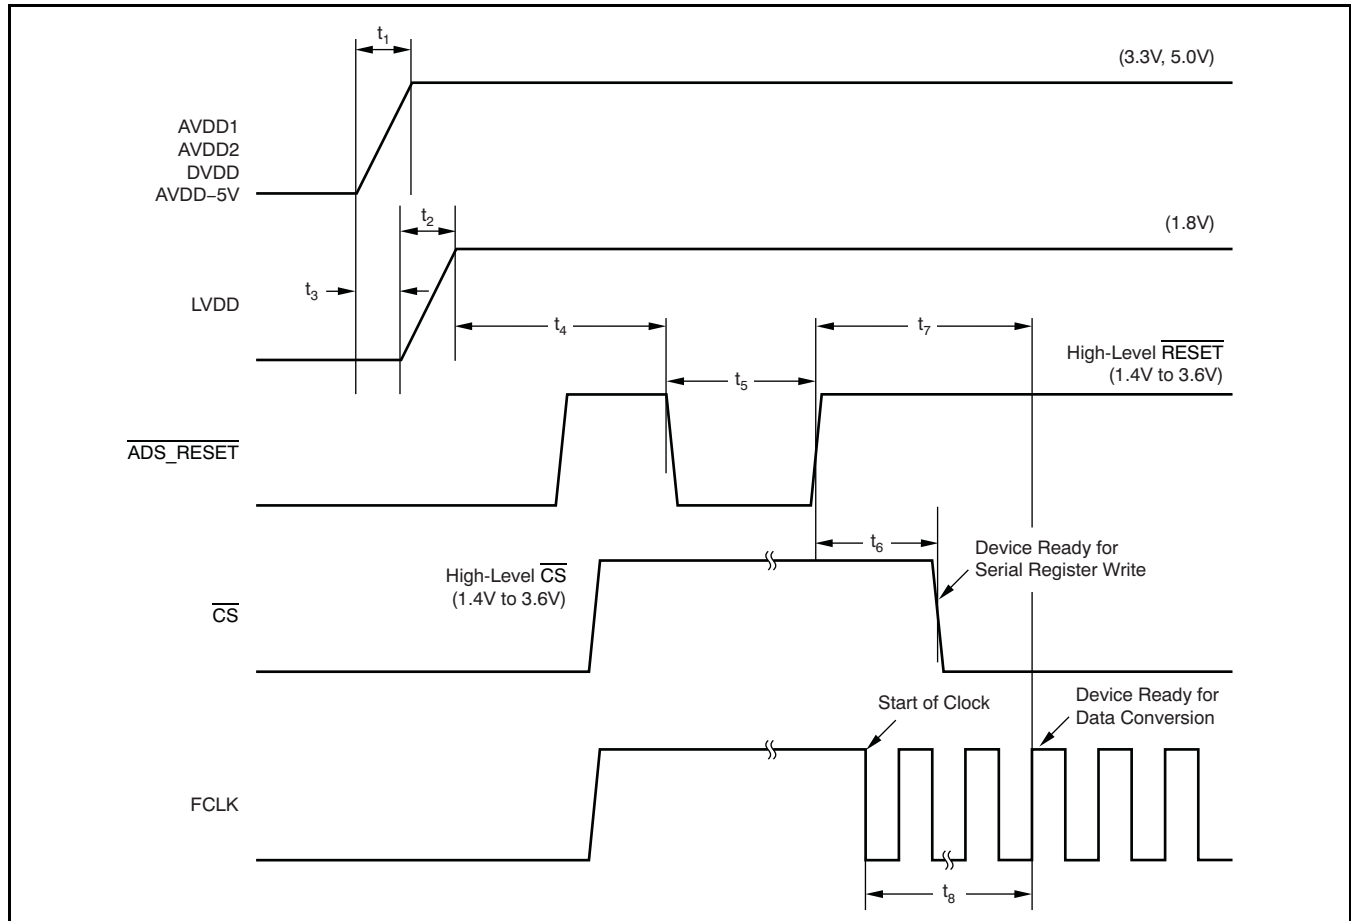 t1
(3.3V, 5.0V)
AVDD1
AVDD2
DVDD
AVDD–5V
t2
(1.8V)
t3
LVDD
t4
t7
High-Level RESET
(1.4V to 3.6V)
t5
ADS_RESET
t6
Device Ready for
Serial Register Write
High-Level CS
(1.4V to 3.6V)
CS
Start of Clock
Device Ready for
Data Conversion
FCLK
t8